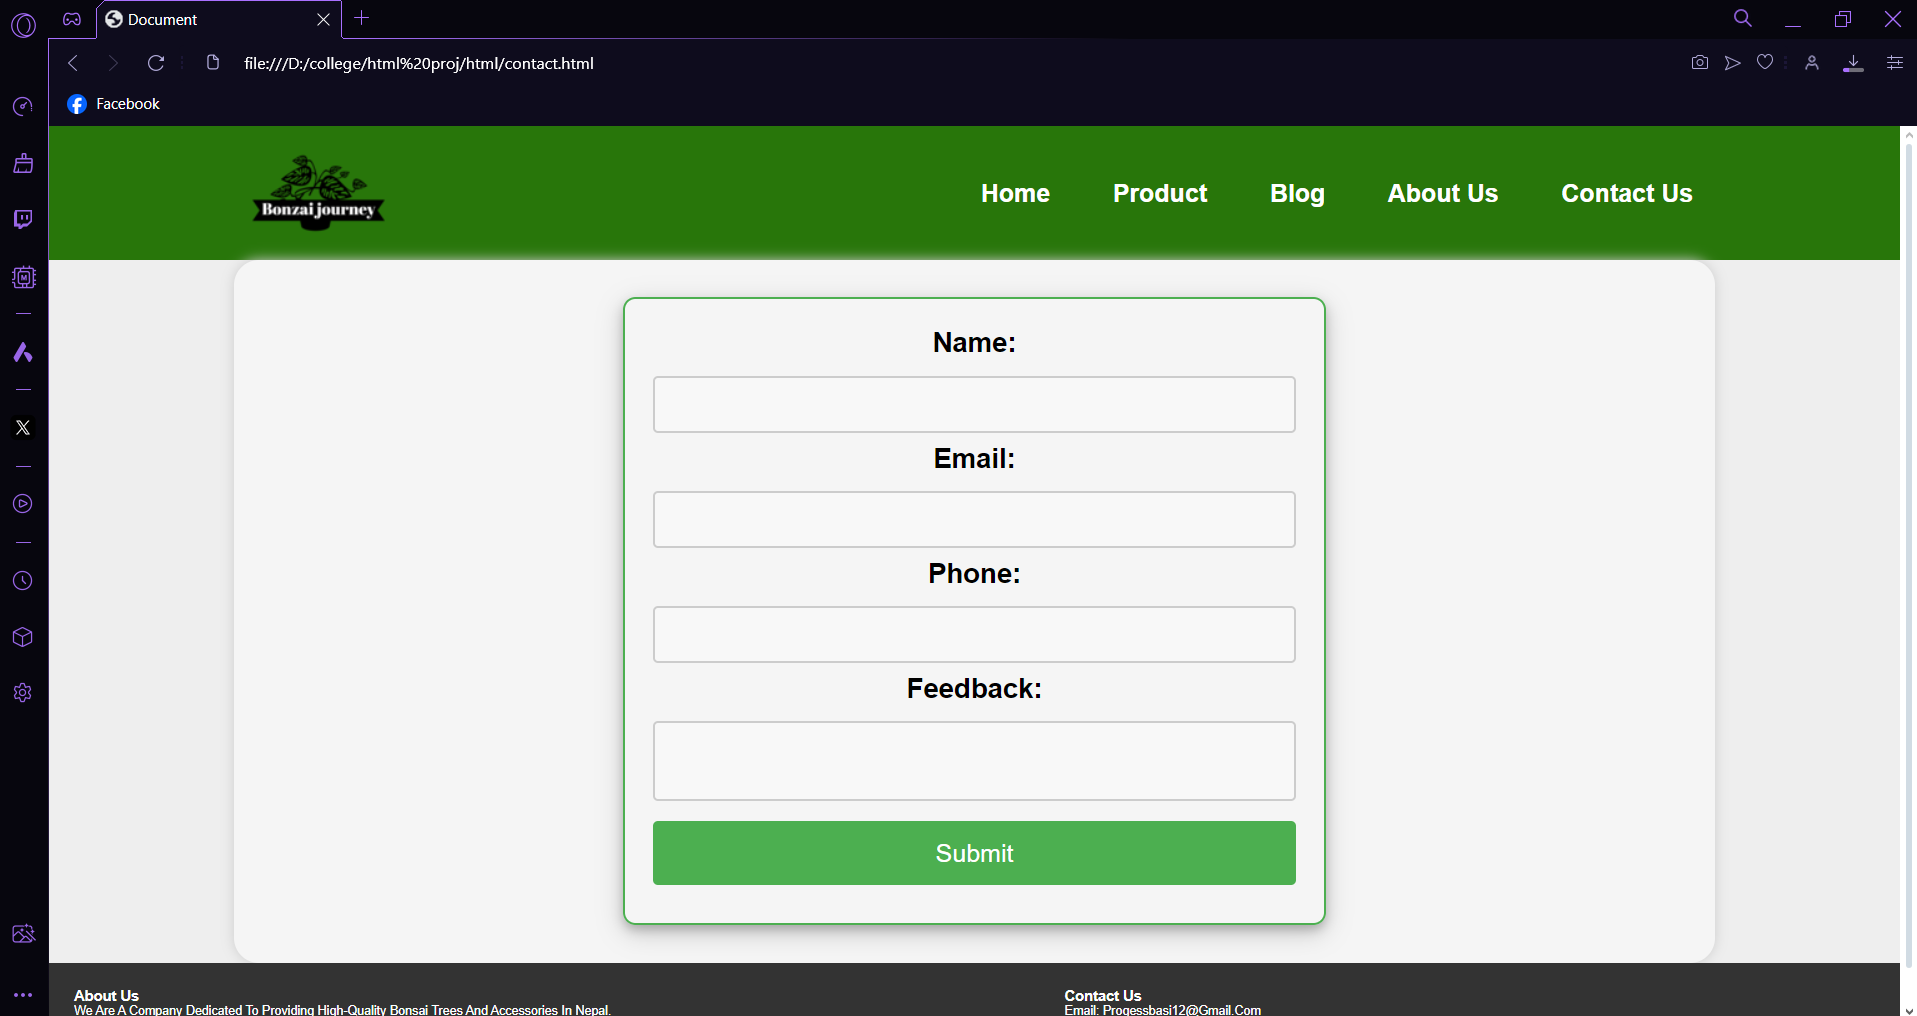 Document
file:///D:/college/html%20proj/html/contact.html
Facebook
Bonzai journey
Home Product Blog About Us Contact Us
Name:
Email:
Phone:
Feedback:
Submit
About Us
We Are A Company Dedicated To Providing High-Quality Bonsai Trees And Accessories In Nepal.
Contact Us
Email: Progessbasi12@Gmail.Com